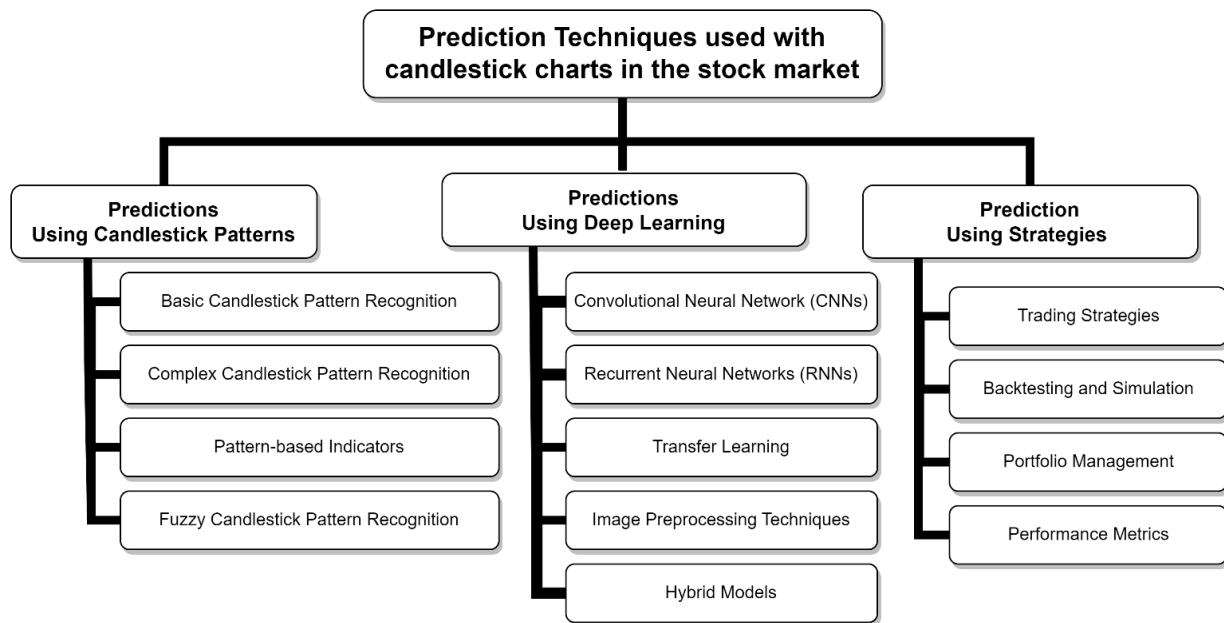 Prediction Techniques used with
candlestick charts in the stock market
Predictions
Using Candlestick Patterns
Basic Candlestick Pattern Recognition
Complex Candlestick Pattern Recognition
Pattern-based Indicators
Fuzzy Candlestick Pattern Recognition
Predictions
Using Deep Learning
Convolutional Neural Network (CNNs)
Recurrent Neural Networks (RNNs)
Transfer Learning
Image Preprocessing Techniques
Hybrid Models
Prediction
Using Strategies
Trading Strategies
Backtesting and Simulation
Portfolio Management
Performance Metrics